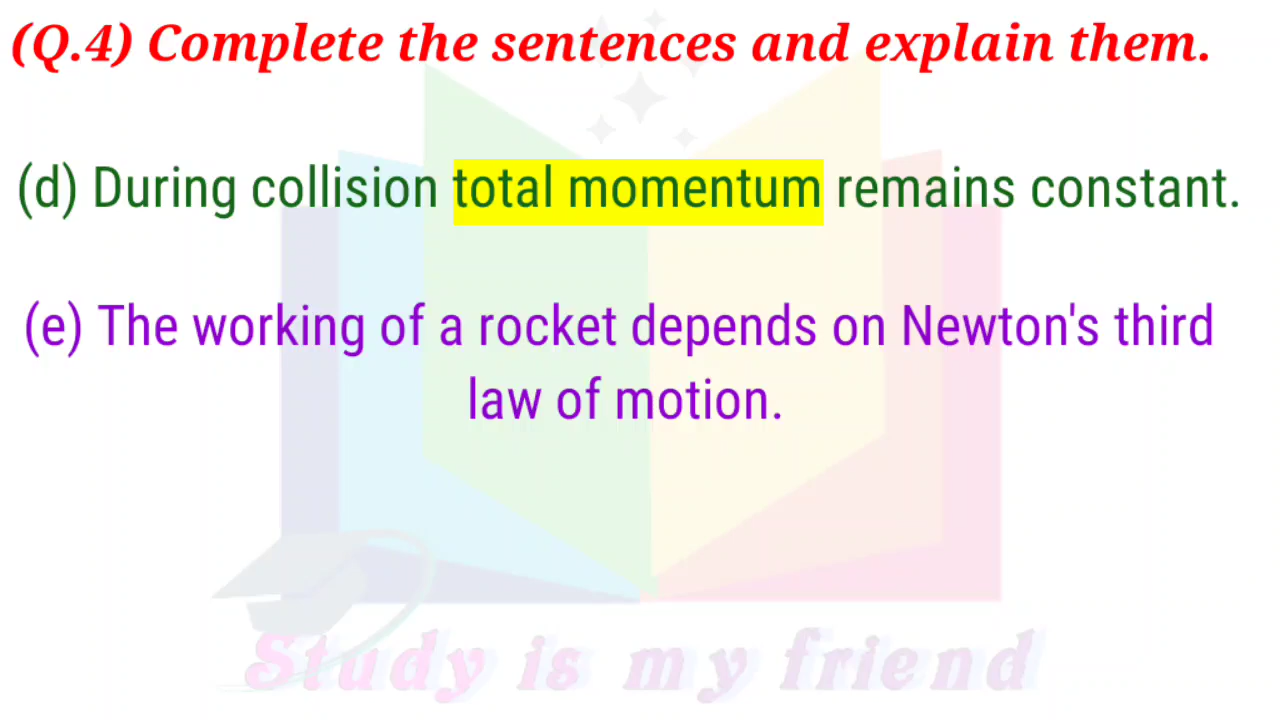 (Q.4) Complete the sentences and explain them.
(d) During collision total momentum remains constant.
(e) The working of a rocket depends on Newton's third
law of motion.
Study is my friend